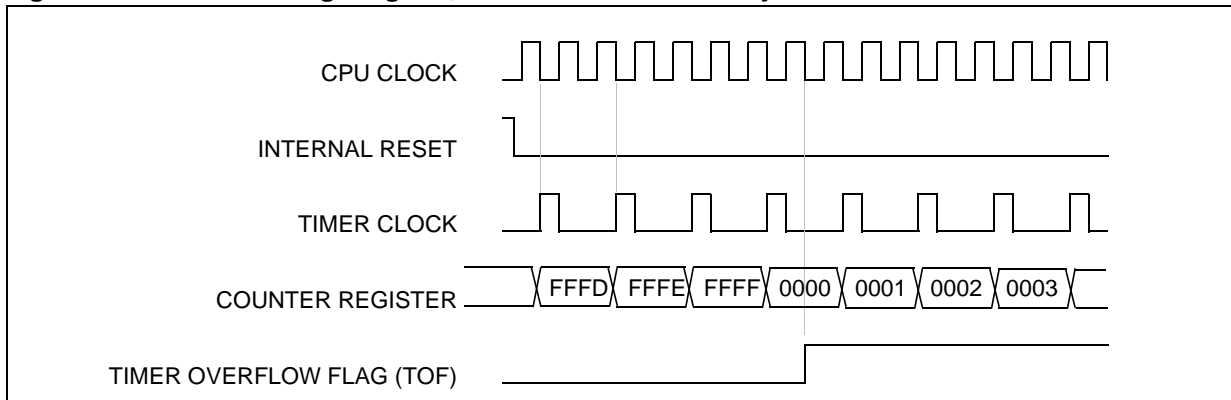 CPU CLOCK
INTERNAL RESET
TIMER CLOCK
COUNTER REGISTER
FFFD FFFE FFFF 0000 0001 0002 0003
TIMER OVERFLOW FLAG (TOF)